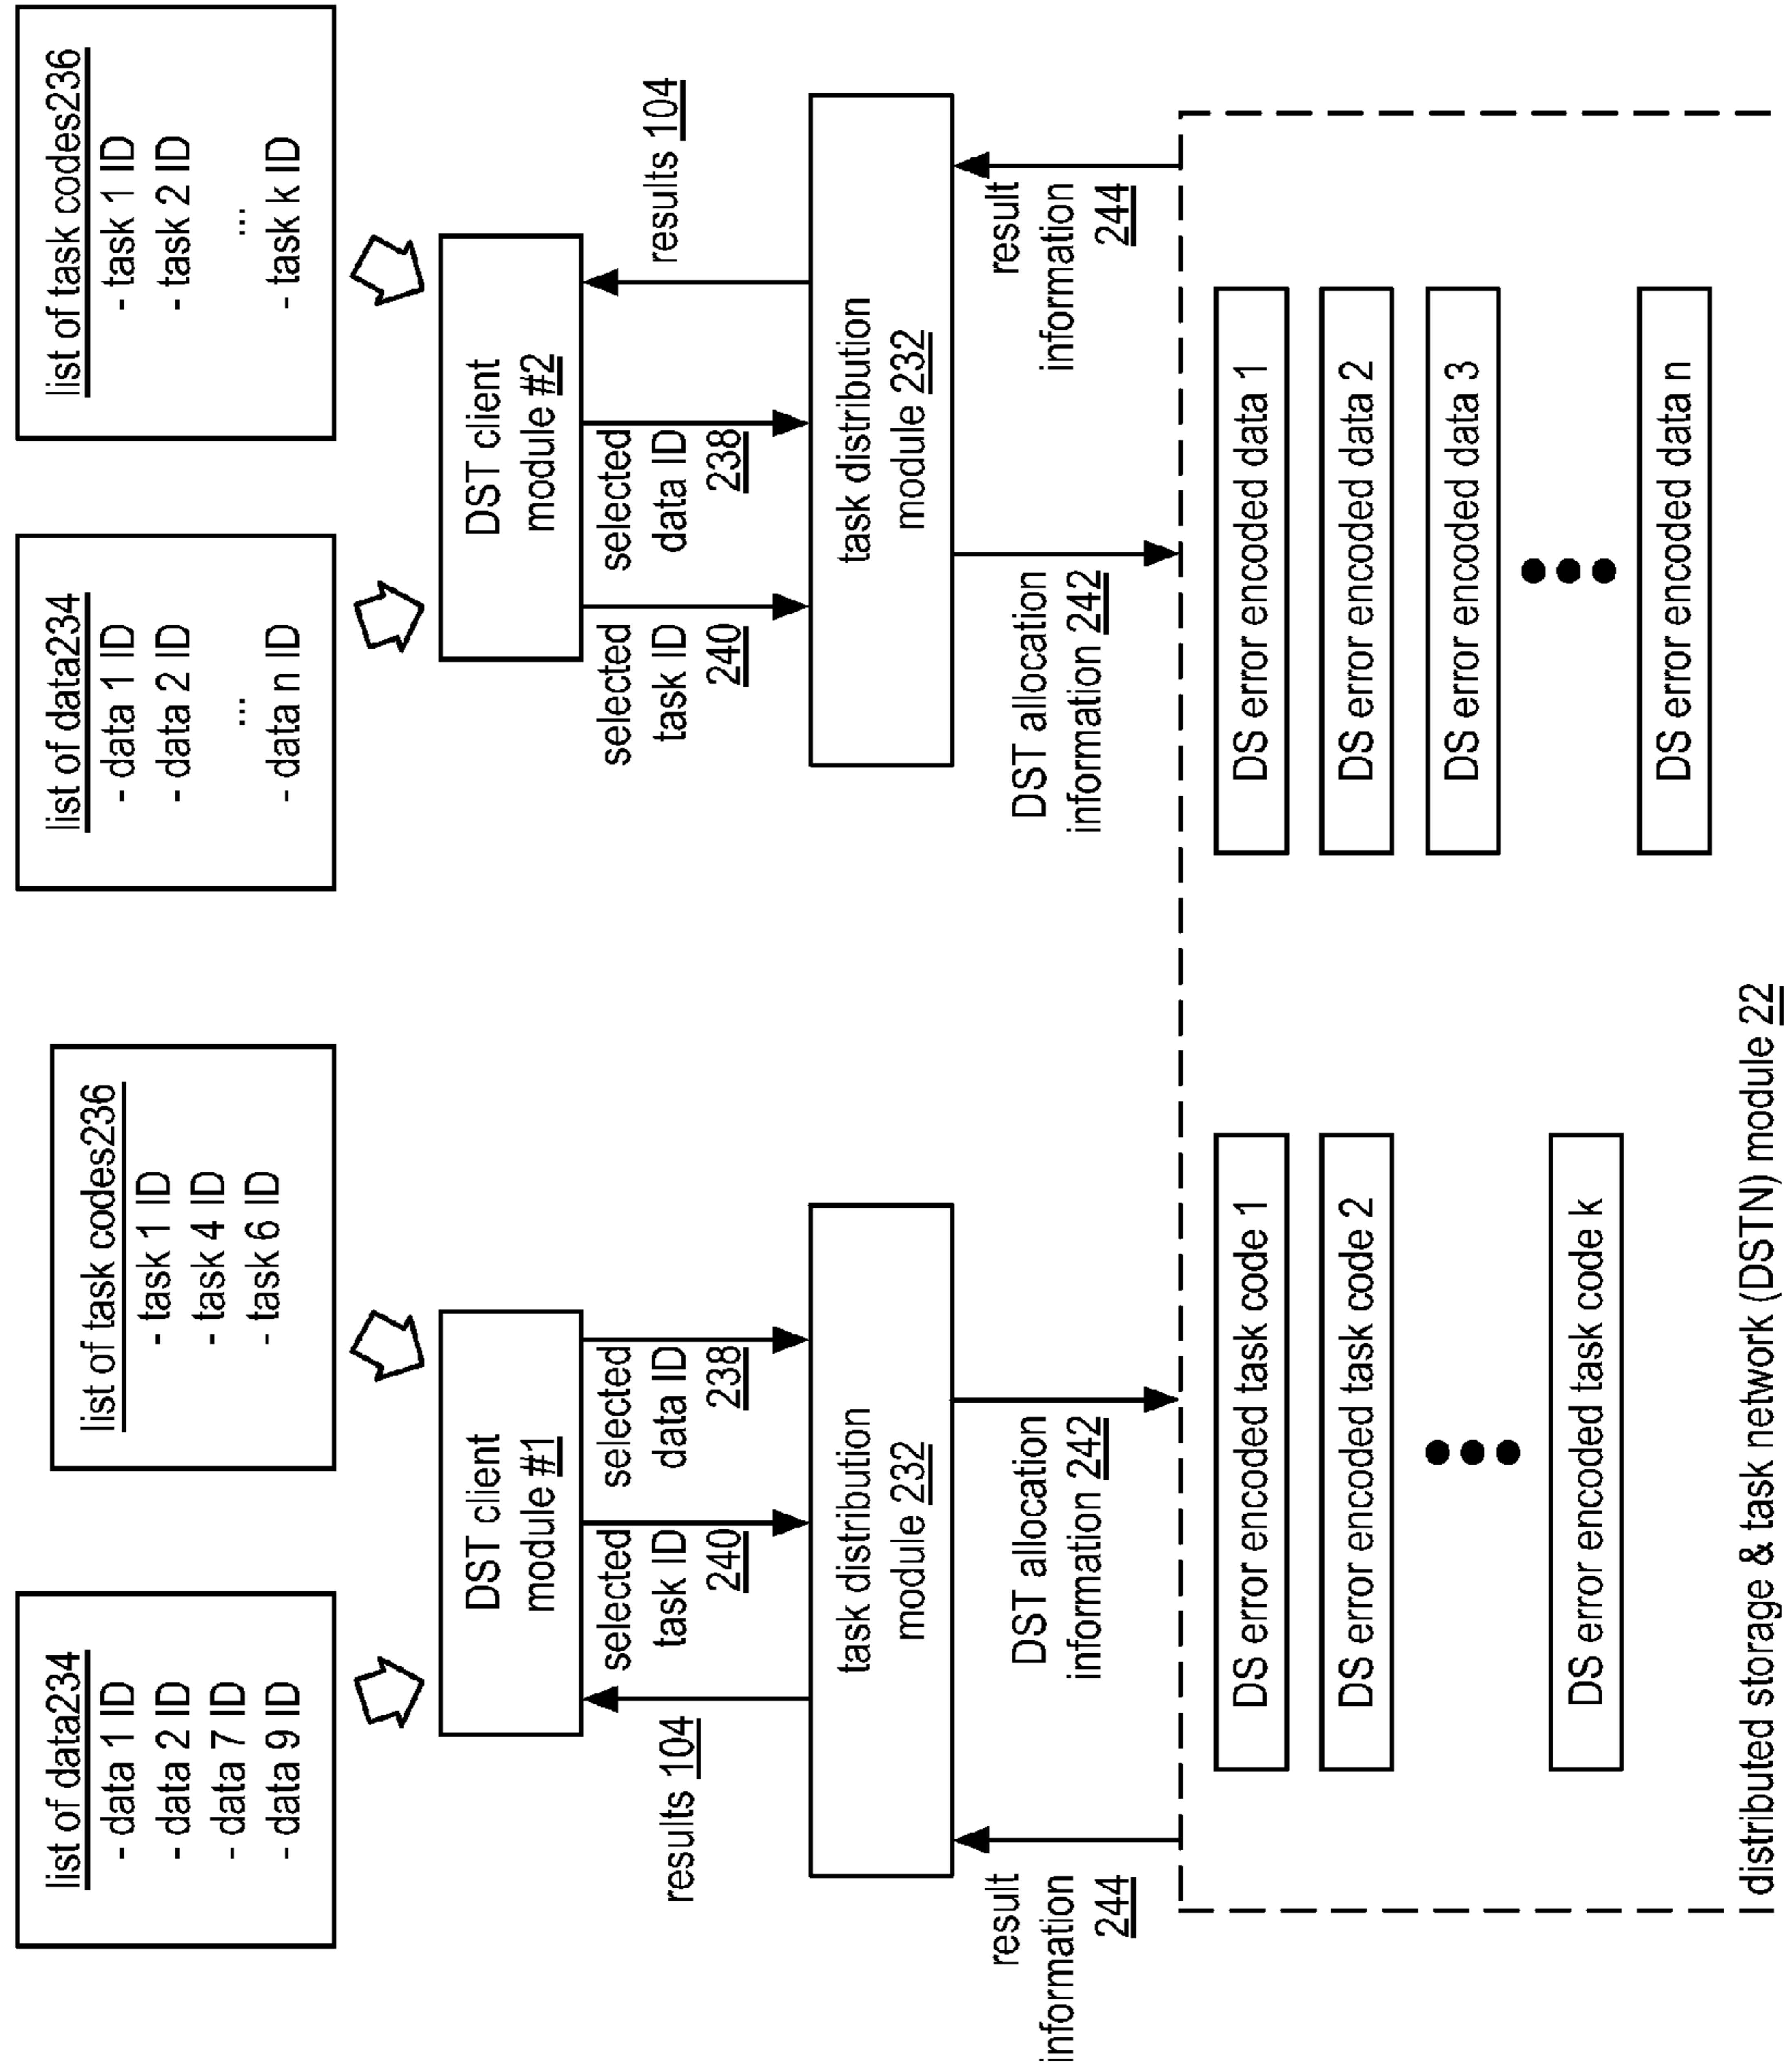 list of data234
- data 1 ID
- data 2 ID
- data 7 ID
- data 9 ID
list of task codes236
- task 1 ID
- task 4 ID
- task 6 ID
DST client
module #1
results 104
selected
task ID
240
selected
data ID
238
task distribution
module 232
result
information
244
DST allocation
information 242
list of data234
- data 1 ID
- data 2 ID
...
- data n ID
list of task codes236
- task 1 ID
- task 2 ID
...
- task k ID
DST client
module #2
selected
task ID
240
selected
data ID
238
results 104
task distribution
module 232
DST allocation
information 242
result
information
244
DS error encoded task code 1
DS error encoded task code 2
DS error encoded task code k
DS error encoded data 1
DS error encoded data 2
DS error encoded data 3
DS error encoded data n
distributed storage & task network (DSTN) module 22